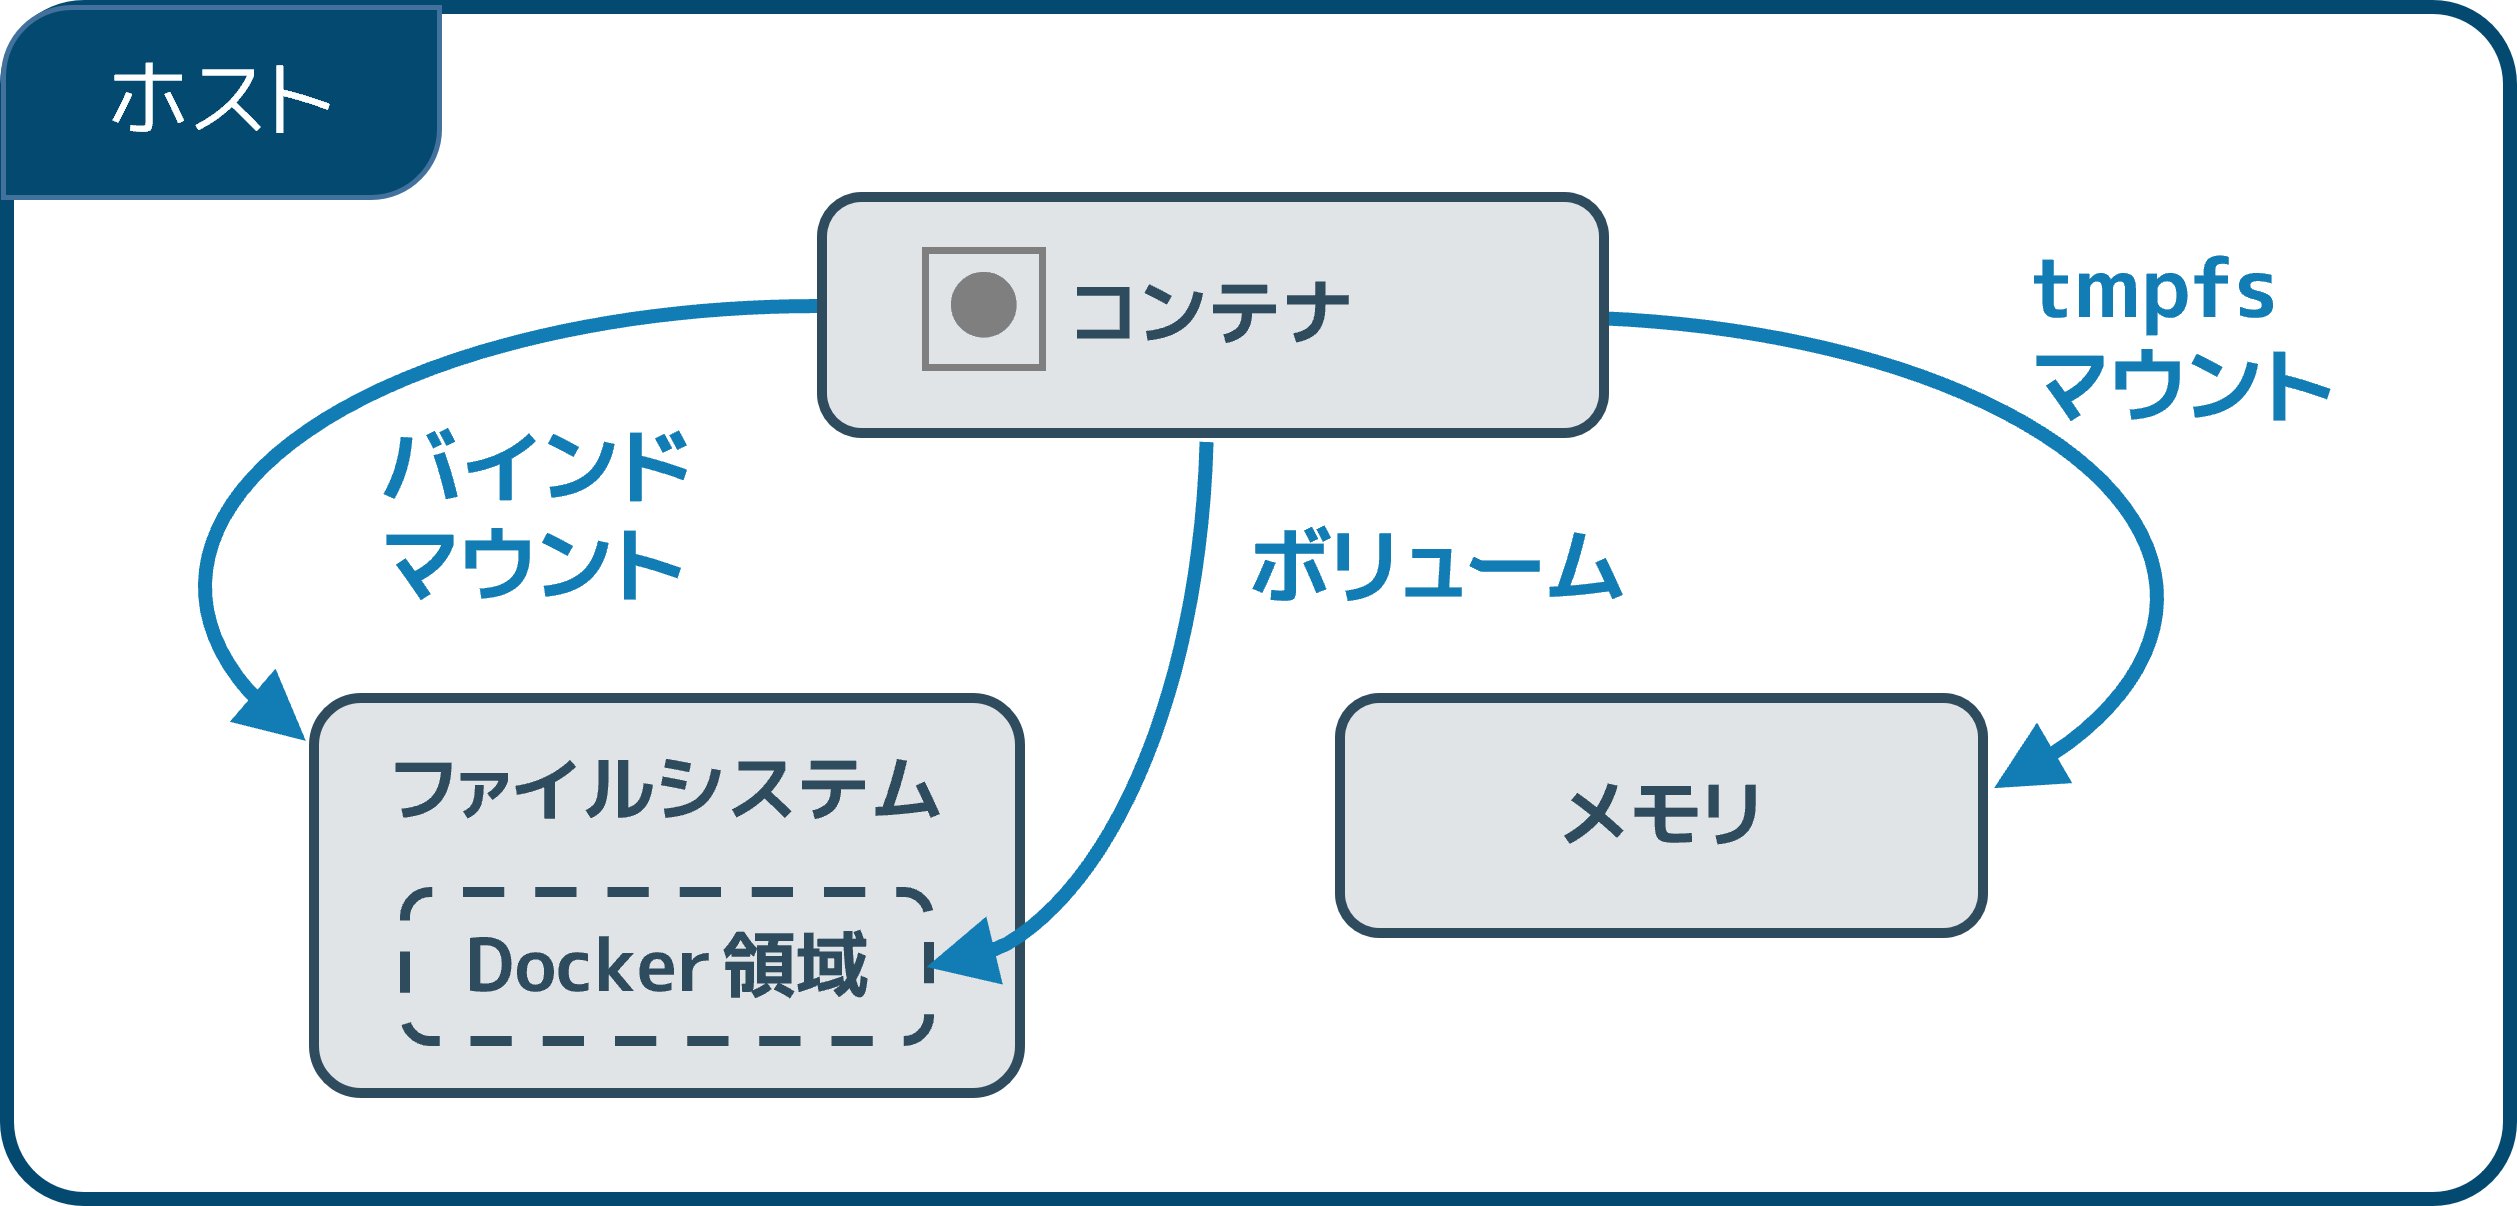 ホスト
コンテナ
tmpfs
マウント
バインド
マウント
ボリューム
ファイルシステム
メモリ
Docker 領域